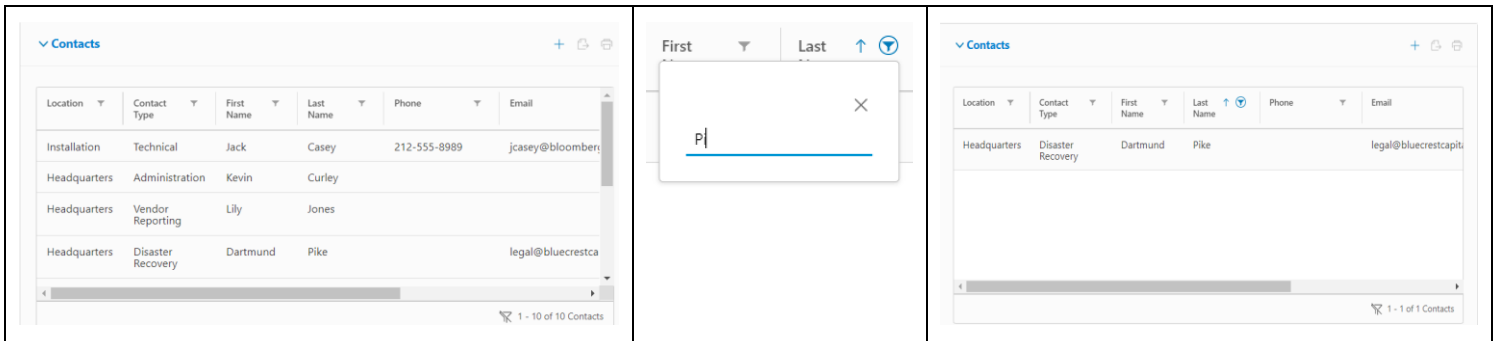 Contacts
Location Contact Type First Name Last Name Phone Email
Installation Technical Jack Casey 212-555-8989 jcasey@bloomber
Headquarters Administration Kevin Curley
Headquarters Vendor Reporting Lily Jones
Headquarters Disaster Recovery Dartmund Pike legal@bluecrestca
1 - 10 of 10 Contacts
First Last
Pi
Contacts
Location Contact Type First Name Last Name Phone Email
Headquarters Disaster Recovery Dartmund Pike legal@bluecrestcapit
1 - 1 of 1 Contacts